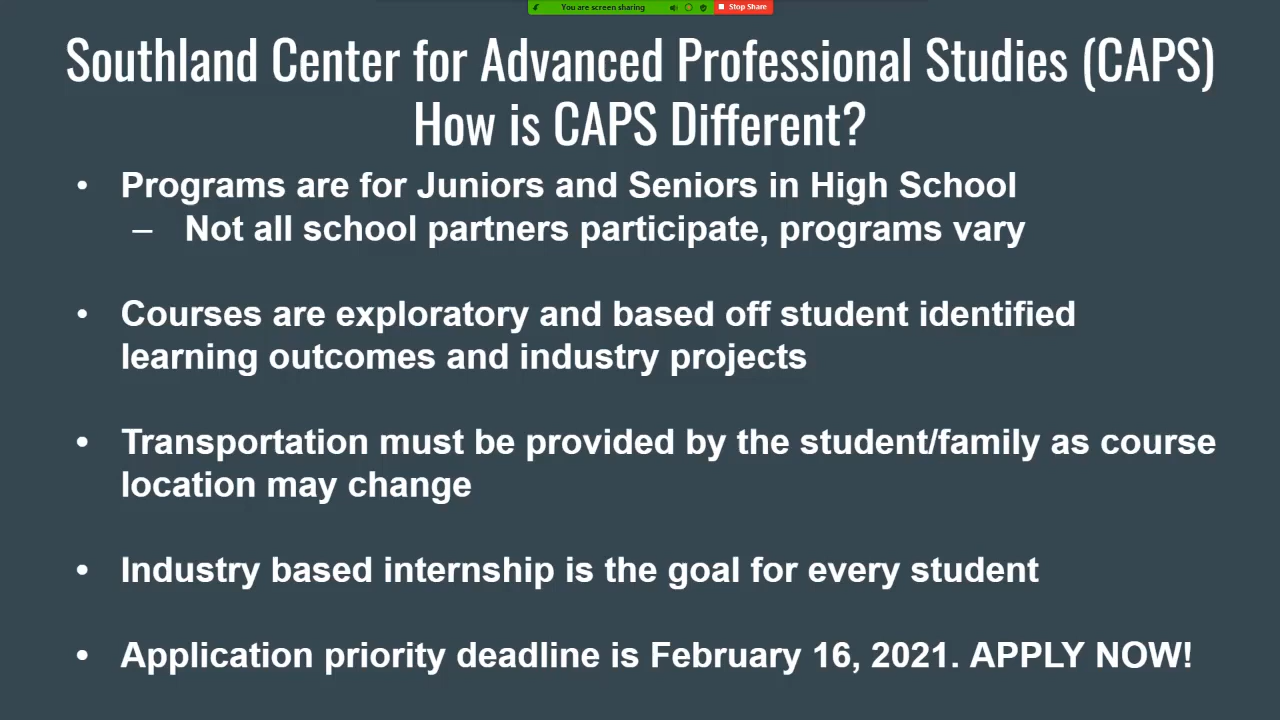 You are screen sharing Stop Share
Southland Center for Advanced Professional Studies (CAPS)
How is CAPS Different?
• Programs are for Juniors and Seniors in High School
– Not all school partners participate, programs vary
• Courses are exploratory and based off student identified
learning outcomes and industry projects
• Transportation must be provided by the student/family as course
location may change
• Industry based internship is the goal for every student
• Application priority deadline is February 16, 2021. APPLY NOW!